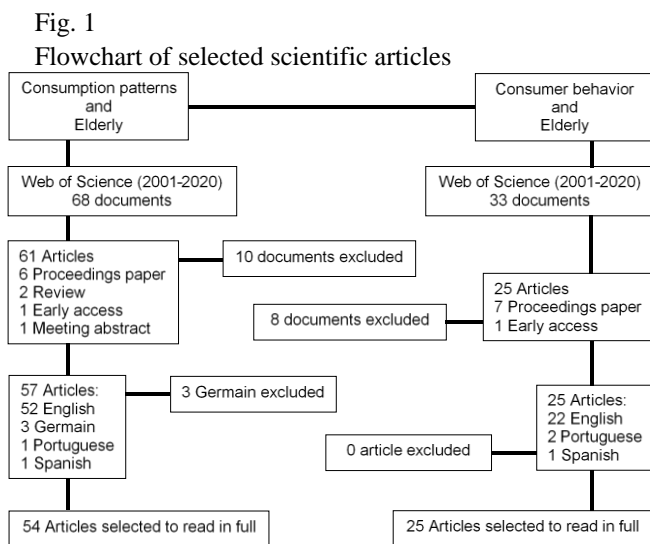 Fig. 1
Flowchart of selected scientific articles
Consumption patterns
and
Elderly
Consumer behavior
and
Elderly
Web of Science (2001-2020)
68 documents
Web of Science (2001-2020)
33 documents
61 Articles
6 Proceedings paper
2 Review
1 Early access
1 Meeting abstract
10 documents excluded
25 Articles
7 Proceedings paper
1 Early access
8 documents excluded
57 Articles:
52 English
3 Germain
1 Portuguese
1 Spanish
3 Germain excluded
25 Articles:
22 English
2 Portuguese
1 Spanish
0 article excluded
54 Articles selected to read in full
25 Articles selected to read in full